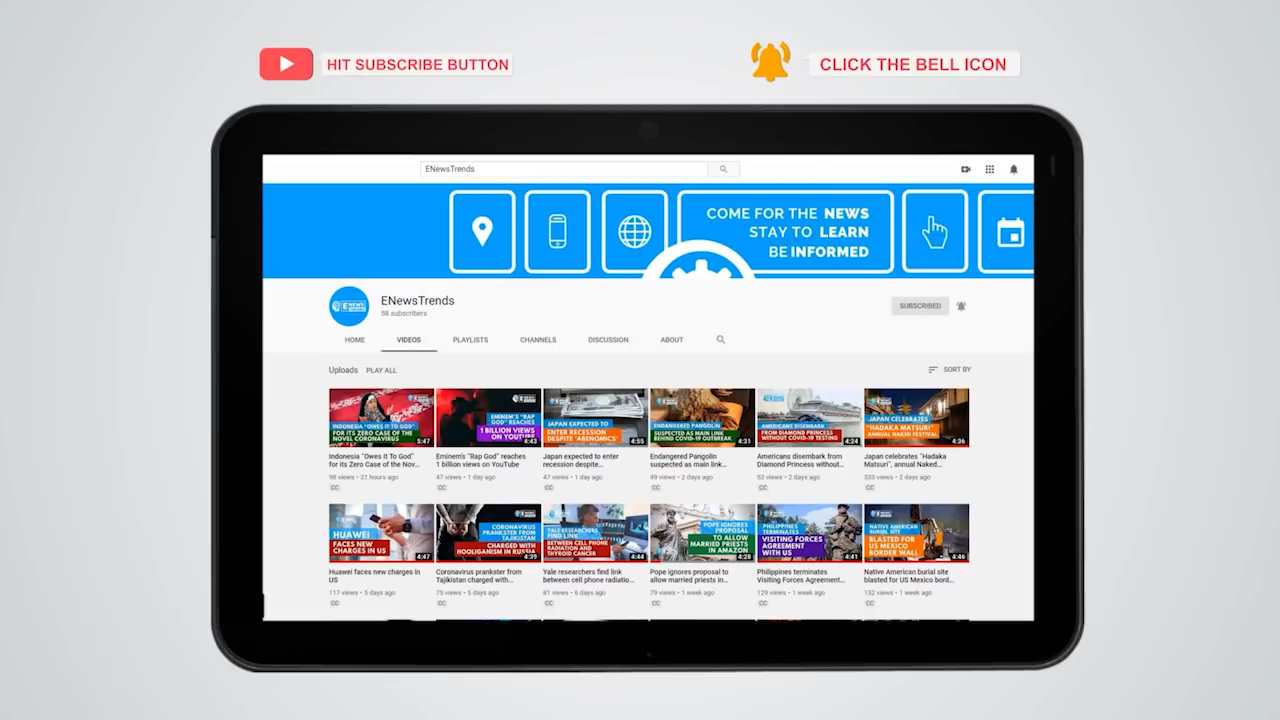 HIT SUBSCRIBE BUTTON
CLICK THE BELL ICON
ENewsTrends
COME FOR THE NEWS
STAY TO LEARN
BE INFORMED
ENewsTrends
58 subscribers
SUBSCRIBED
HOME VIDEOS PLAYLISTS CHANNELS DISCUSSION ABOUT
Uploads PLAY ALL SORT BY
INDONESIA "OWES IT TO GOD"
FOR ITS ZERO CASE OF THE
NOVEL CORONAVIRUS
5:47
EMINEM'S "RAP
GOD" REACHES
1 BILLION VIEWS
ON YOUTUBE
4:43
JAPAN EXPECTED TO
ENTER RECESSION
DESPITE 'ABENOMICS'
4:55
ENDANGERED PANGOLIN
SUSPECTED AS MAIN LINK
BEHIND COVID-19 OUTBREAK
4:31
AMERICANS DISEMBARK
FROM DIAMOND PRINCESS
WITHOUT COVID-19 TESTING
4:24
JAPAN CELEBRATES
"HADAKA MATSURI"
ANNUAL NAKED FESTIVAL
4:36
Indonesia "Owes It To God"
for its Zero Case of the Nov...
98 views • 21 hours ago
CC
Eminem's "Rap God" reaches
1 billion views on YouTube
47 views • 1 day ago
CC
Japan expected to enter
recession despite...
47 views • 1 day ago
CC
Endangered Pangolin
suspected as main link...
49 views • 2 days ago
CC
Americans disembark from
Diamond Princess without...
52 views • 2 days ago
CC
Japan celebrates "Hadaka
Matsuri", annual Naked...
333 views • 2 days ago
CC
HUAWEI
FACES NEW
CHARGES IN US
4:47
CORONAVIRUS
PRANKSTER FROM
TAJIKISTAN
CHARGED WITH
HOOLIGANISM IN RUSSIA
4:39
YALE RESEARCHERS
FIND LINK
BETWEEN CELL PHONE
RADIATION AND
THYROID CANCER
4:44
POPE IGNORES
PROPOSAL
TO ALLOW
MARRIED PRIESTS
IN AMAZON
4:28
PHILIPPINES
TERMINATES
VISITING FORCES
AGREEMENT
WITH US
4:41
NATIVE AMERICAN
BURIAL SITE
BLASTED FOR
US MEXICO
BORDER WALL
4:46
Huawei faces new charges in
US
117 views • 5 days ago
CC
Coronavirus prankster from
Tajikistan charged with...
75 views • 5 days ago
CC
Yale researchers find link
between cell phone radiatio...
81 views • 6 days ago
CC
Pope ignores proposal to
allow married priests in...
79 views • 1 week ago
CC
Philippines terminates
Visiting Forces Agreement...
129 views • 1 week ago
CC
Native American burial site
blasted for US Mexico bord...
152 views • 1 week ago
CC